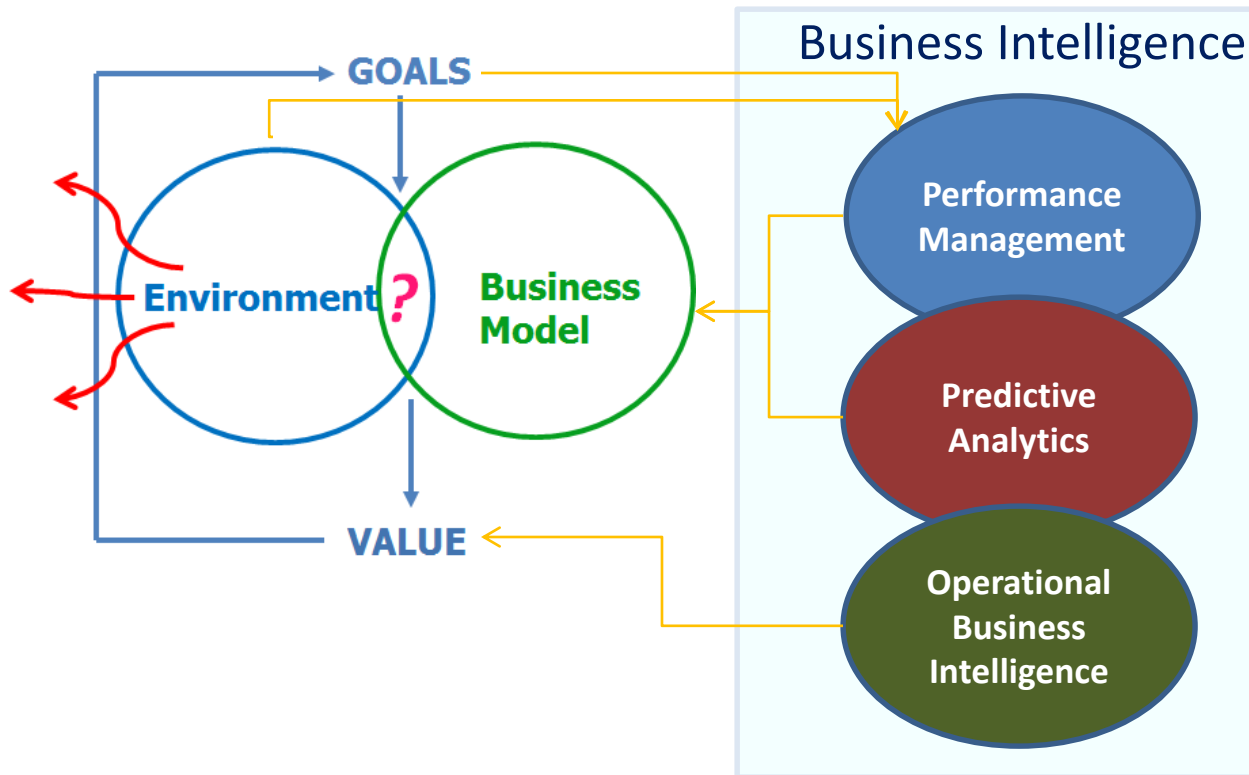 Business Intelligence
GOALS
Environment
?
Business
Model
VALUE
Performance
Management
Predictive
Analytics
Operational
Business
Intelligence